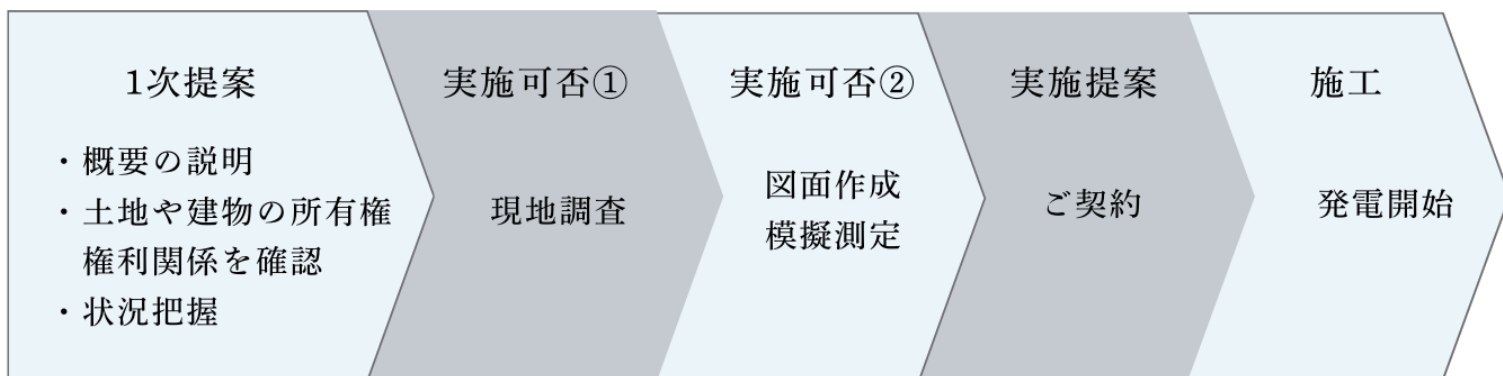 1次提案
・概要の説明
・土地や建物の所有権
権利関係を確認
・状況把握
実施可否①
現地調査
実施可否②
図面作成
模擬測定
実施提案
ご契約
施工
発電開始